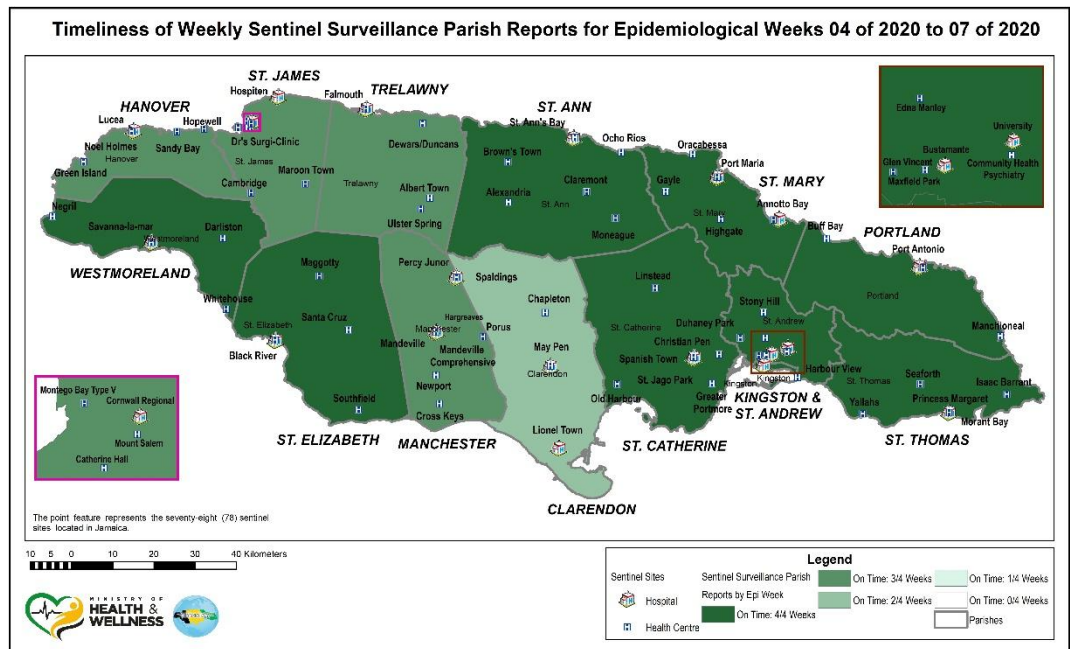 Timeliness of Weekly Sentinel Surveillance Parish Reports for Epidemiological Weeks 04 of 2020 to 07 of 2020
ST. JAMES
Hospiten
TRELAWNY
Falmouth
HANOVER
Lucea
Hopewell
Noel Holmes
Hanover
Sandy Bay
Green Island
Dr's Surgi-Clinic
St. James
Maroon Town
Cambridge
Dewars/Duncans
Trelawny
Albert Town
Ulster Spring
ST. ANN
St. Ann's Bay
Ocho Rios
Brown's Town
Claremont
Alexandria
St. Ann
Moneague
Oracabessa
Port Maria
Gayle
ST. MARY
St. Mary
Highgate
Annotto Bay
Buff Bay
PORTLAND
Port Antonio
Portland
Manchioneal
Edna Manley
University
Bustamante
Glen Vincent
Community Health
Psychiatry
Maxfield Park
Negril
Savanna-la-mar
Darliston
Westmoreland
WESTMORELAND
Whitehouse
Maggotty
Santa Cruz
St. Elizabeth
Black River
Southfield
ST. ELIZABETH
Percy Junor
Spaldings
Hargreaves
Manchester
Mandeville
Porus
Mandeville
Comprehensive
Newport
Cross Keys
MANCHESTER
Chapleton
May Pen
Clarendon
Lionel Town
CLARENDON
Linstead
St. Catherine
Duhaney Park
Christian Pen
Spanish Town
St. Jago Park
Old Harbour
Greater
Portmore
ST. CATHERINE
Stony Hill
St. Andrew
Kingston
Kingston
Harbour View
KINGSTON &
ST. ANDREW
St. Thomas
Seaforth
Isaac Barrant
Yallahs
Princess Margaret
Morant Bay
ST. THOMAS
Montego Bay Type V
Cornwall Regional
Mount Salem
Catherine Hall
The point feature represents the seventy-eight (78) sentinel
sites located in Jamaica.
10 5 0 10 20 30 40 Kilometers
MINISTRY OF
HEALTH &
WELLNESS
Legend
Sentinel Sites
Hospital
Health Centre
Sentinel Surveillance Parish
Reports by Epi Week
On Time: 4/4 Weeks
On Time: 3/4 Weeks
On Time: 2/4 Weeks
On Time: 1/4 Weeks
On Time: 0/4 Weeks
Parishes